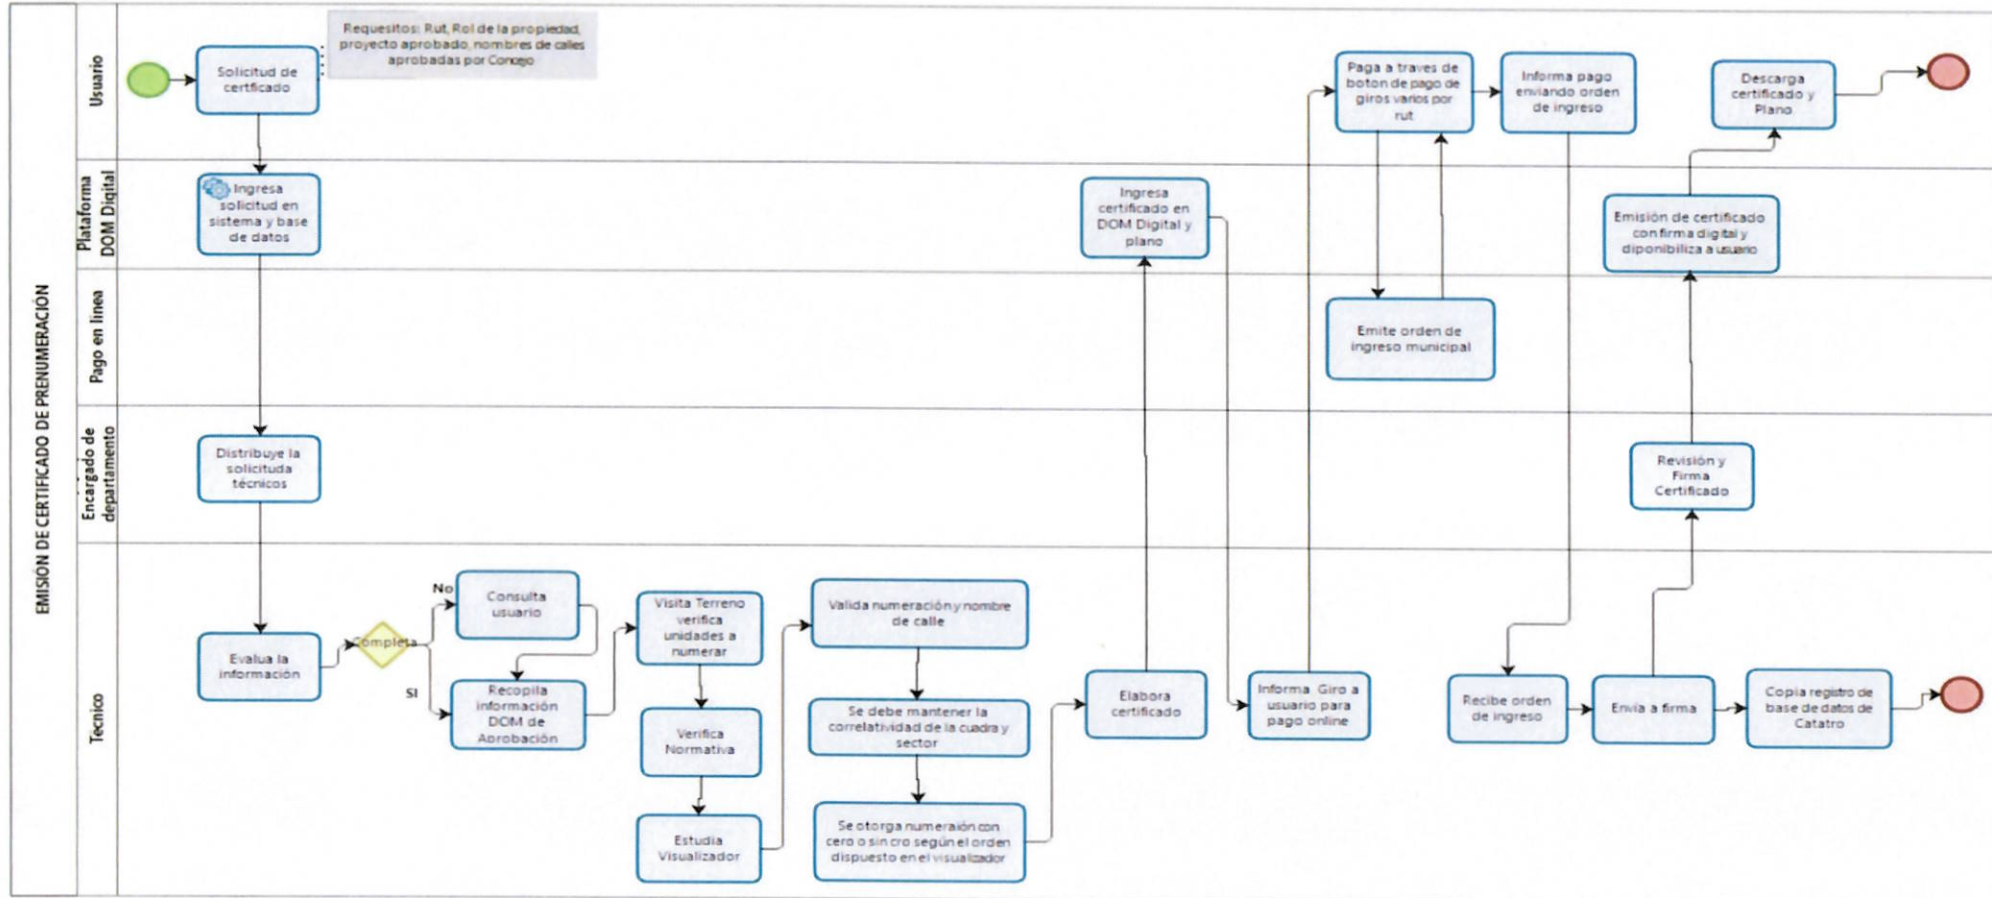 EMISIÓN DE CERTIFICADO DE PRENUMERACIÓN
Usuario
Solicitud de
certficado
Requesitos: Rut, Rol de la propiedad,
proyecto aprobado, nombres de calles
aprobadas por Concejo
Paga a traves de
boton de pago de
giros varios por
rut
Informa pago
enviando orden
de ingreso
Descarga
certificado y
Plano
Plataforma
DOM Digital
Ingresa
solicitud en
sistema y base
de datos
Ingresa
certificado en
DOM Digital y
plano
Emisión de certificado
con firma digital y
diponibiliza a usuario
Pago en linea
Emite orden de
ingreso municipal
Encargado de
departamento
Distribuye la
solicituda
técnicos
Revisión y
Firma
Certificado
Tecnico
Evalua la
información
Completa
No
SI
Consulta
usuario
Recopila
información
DOM de
Aprobación
Visita Terreno
verifica
unidades a
numerar
Verifica
Normativa
Estudia
Visualizador
Valida numeración y nombre
de calle
Se debe mantener la
correlatividad de la cuadra y
sector
Se otorga numeraión con
cero o sin cro según el orden
dispuesto en el visualizador
Elabora
certificado
Informa Giro a
usuario para
pago online
Recibe orden
de ingreso
Envia a firma
Copia registro de
base de datos de
Catatro